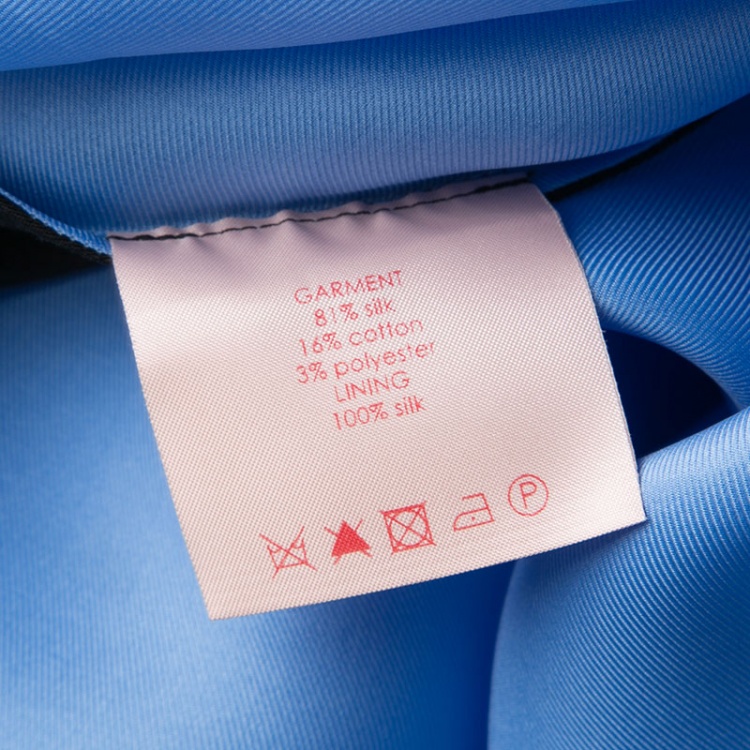 GARMENT
81% silk
16% cotton
3% polyester
LINING
100% silk
P